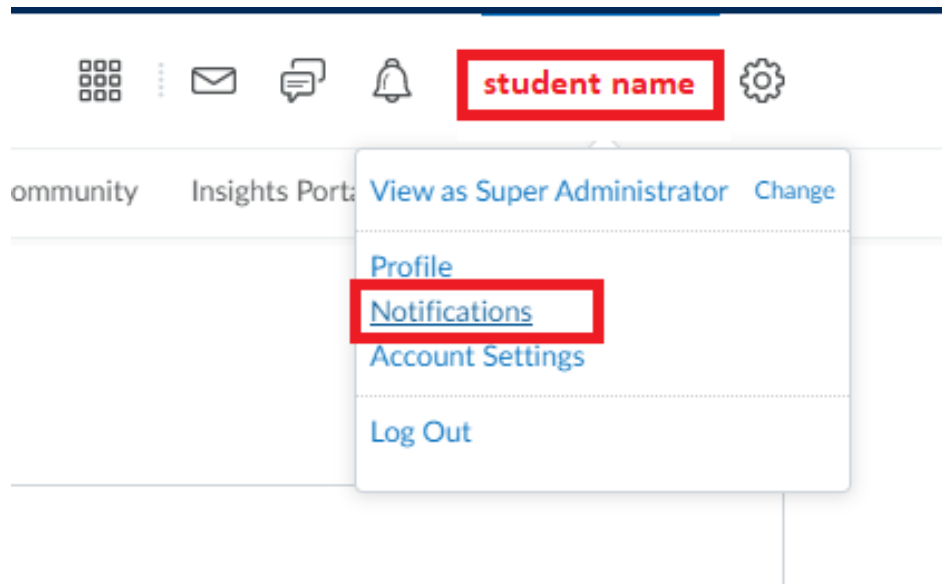 student name
ommunity Insights Porta View as Super Administrator Change
Profile
Notifications
Account Settings
Log Out